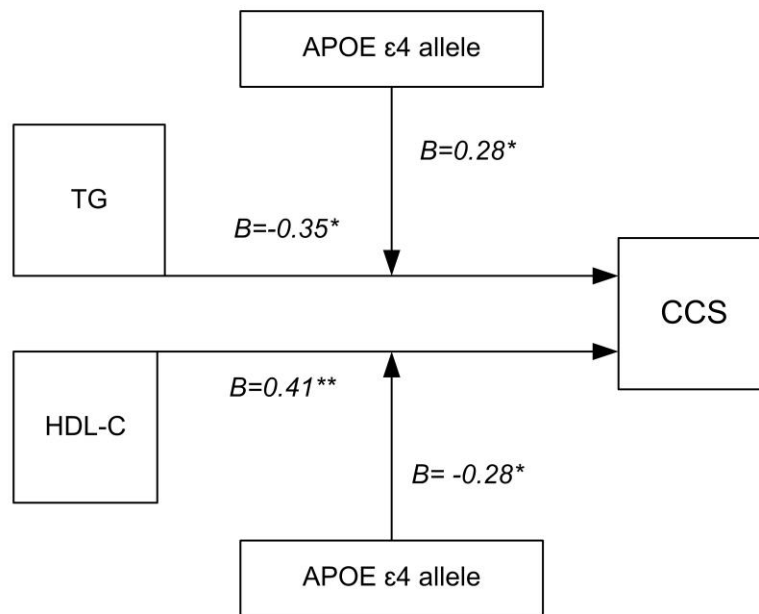 APOE ε4 allele
B=0.28*
TG
B=-0.35*
CCS
B=0.41**
HDL-C
B= -0.28*
APOE ε4 allele